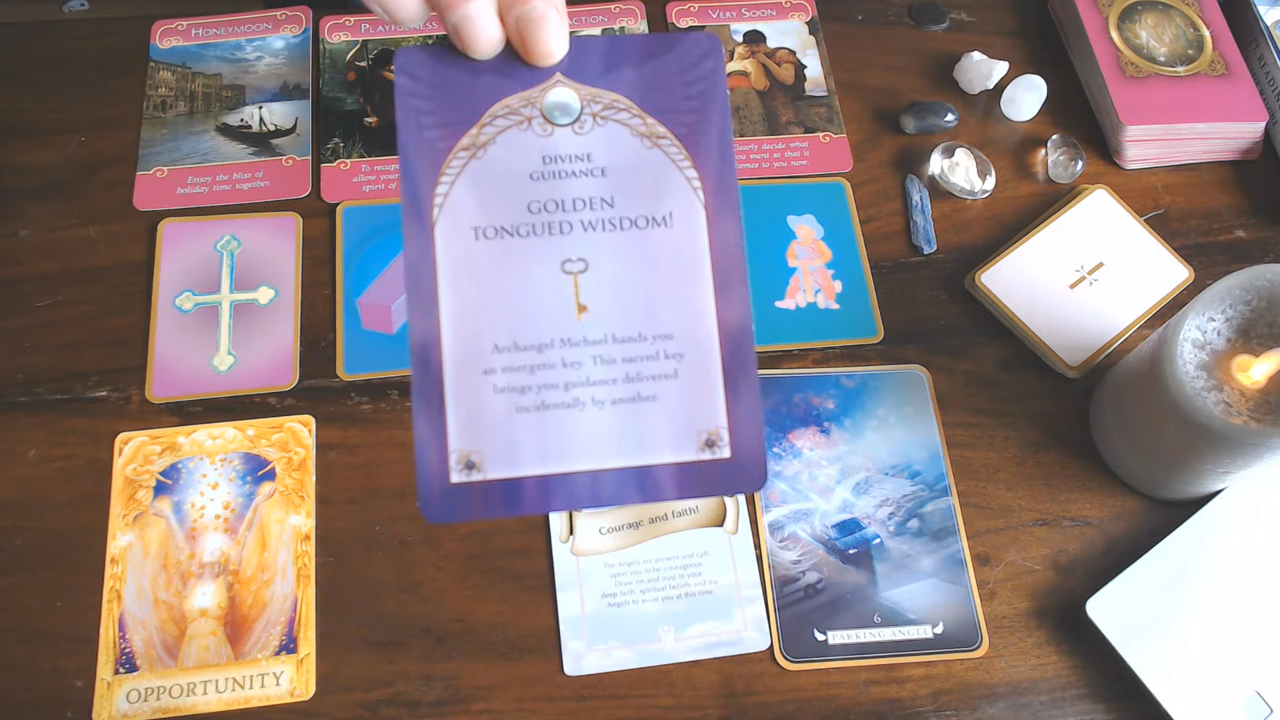 HONEYMOON
Enjoy the bliss of
holiday time together.
PLAYFULNESS
To recap
allow your
spirit of
ACTION
VERY SOON
Clearly decide what
you want so that it
comes to you now.
DIVINE
GUIDANCE
GOLDEN
TONGUED WISDOM!
Archangel Michael hands you
an energetic key. This sacred key
brings you guidance delivered
incidentally by another.
OPPORTUNITY
Courage and faith!
The Angels are present and call
upon you to be courageous.
Draw on and trust in your
deep faith, spiritual beliefs and the
Angels to assist you at this time.
6
PARKING ANGEL